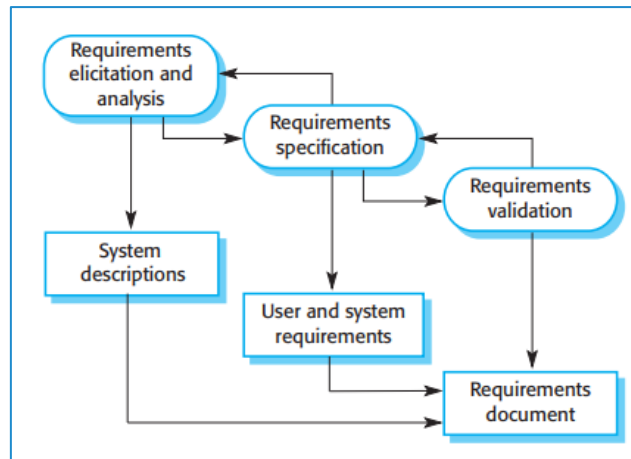 Requirements
elicitation and
analysis
Requirements
specification
Requirements
validation
System
descriptions
User and system
requirements
Requirements
document